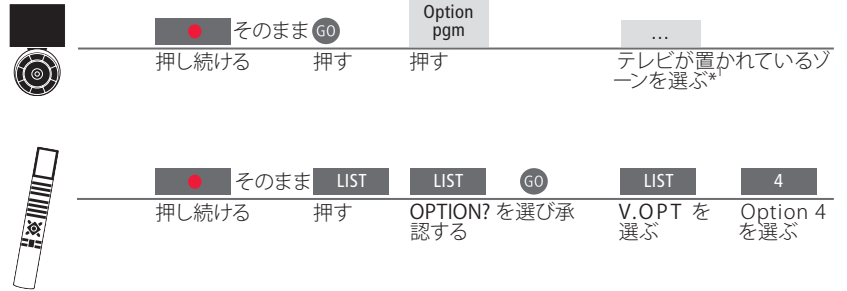 そのまま GO Option pgm ...
押し続ける 押す 押す テレビが置かれているゾーンを選ぶ*1
そのまま LIST LIST GO LIST 4
押し続ける 押す OPTION? を選び承認する V.OPT を選ぶ Option 4 を選ぶ